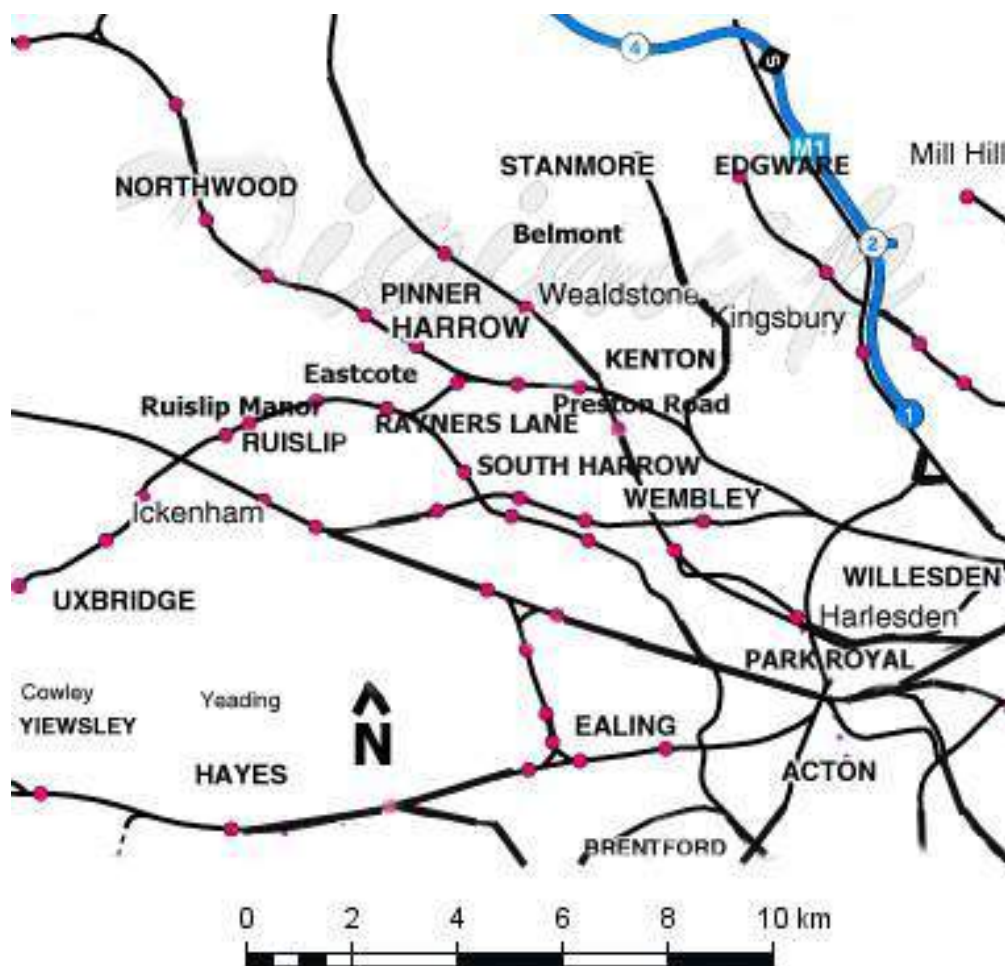 4
S
M1
STANMORE
EDGWARE
Mill Hill
NORTHWOOD
Belmont
2
PINNER
Wealdstone
HARROW
Kingsbury
KENTON
Eastcote
Ruislip Manor
Preston Road
1
RAYNERS LANE
RUISLIP
SOUTH HARROW
WEMBLEY
Ickenham
WILLESDEN
UXBRIDGE
Harlesden
PARK ROYAL
Cowley
Yeading
YIEWSLEY
EALING
N
HAYES
ACTON
BRENTFORD
0 2 4 6 8 10 km